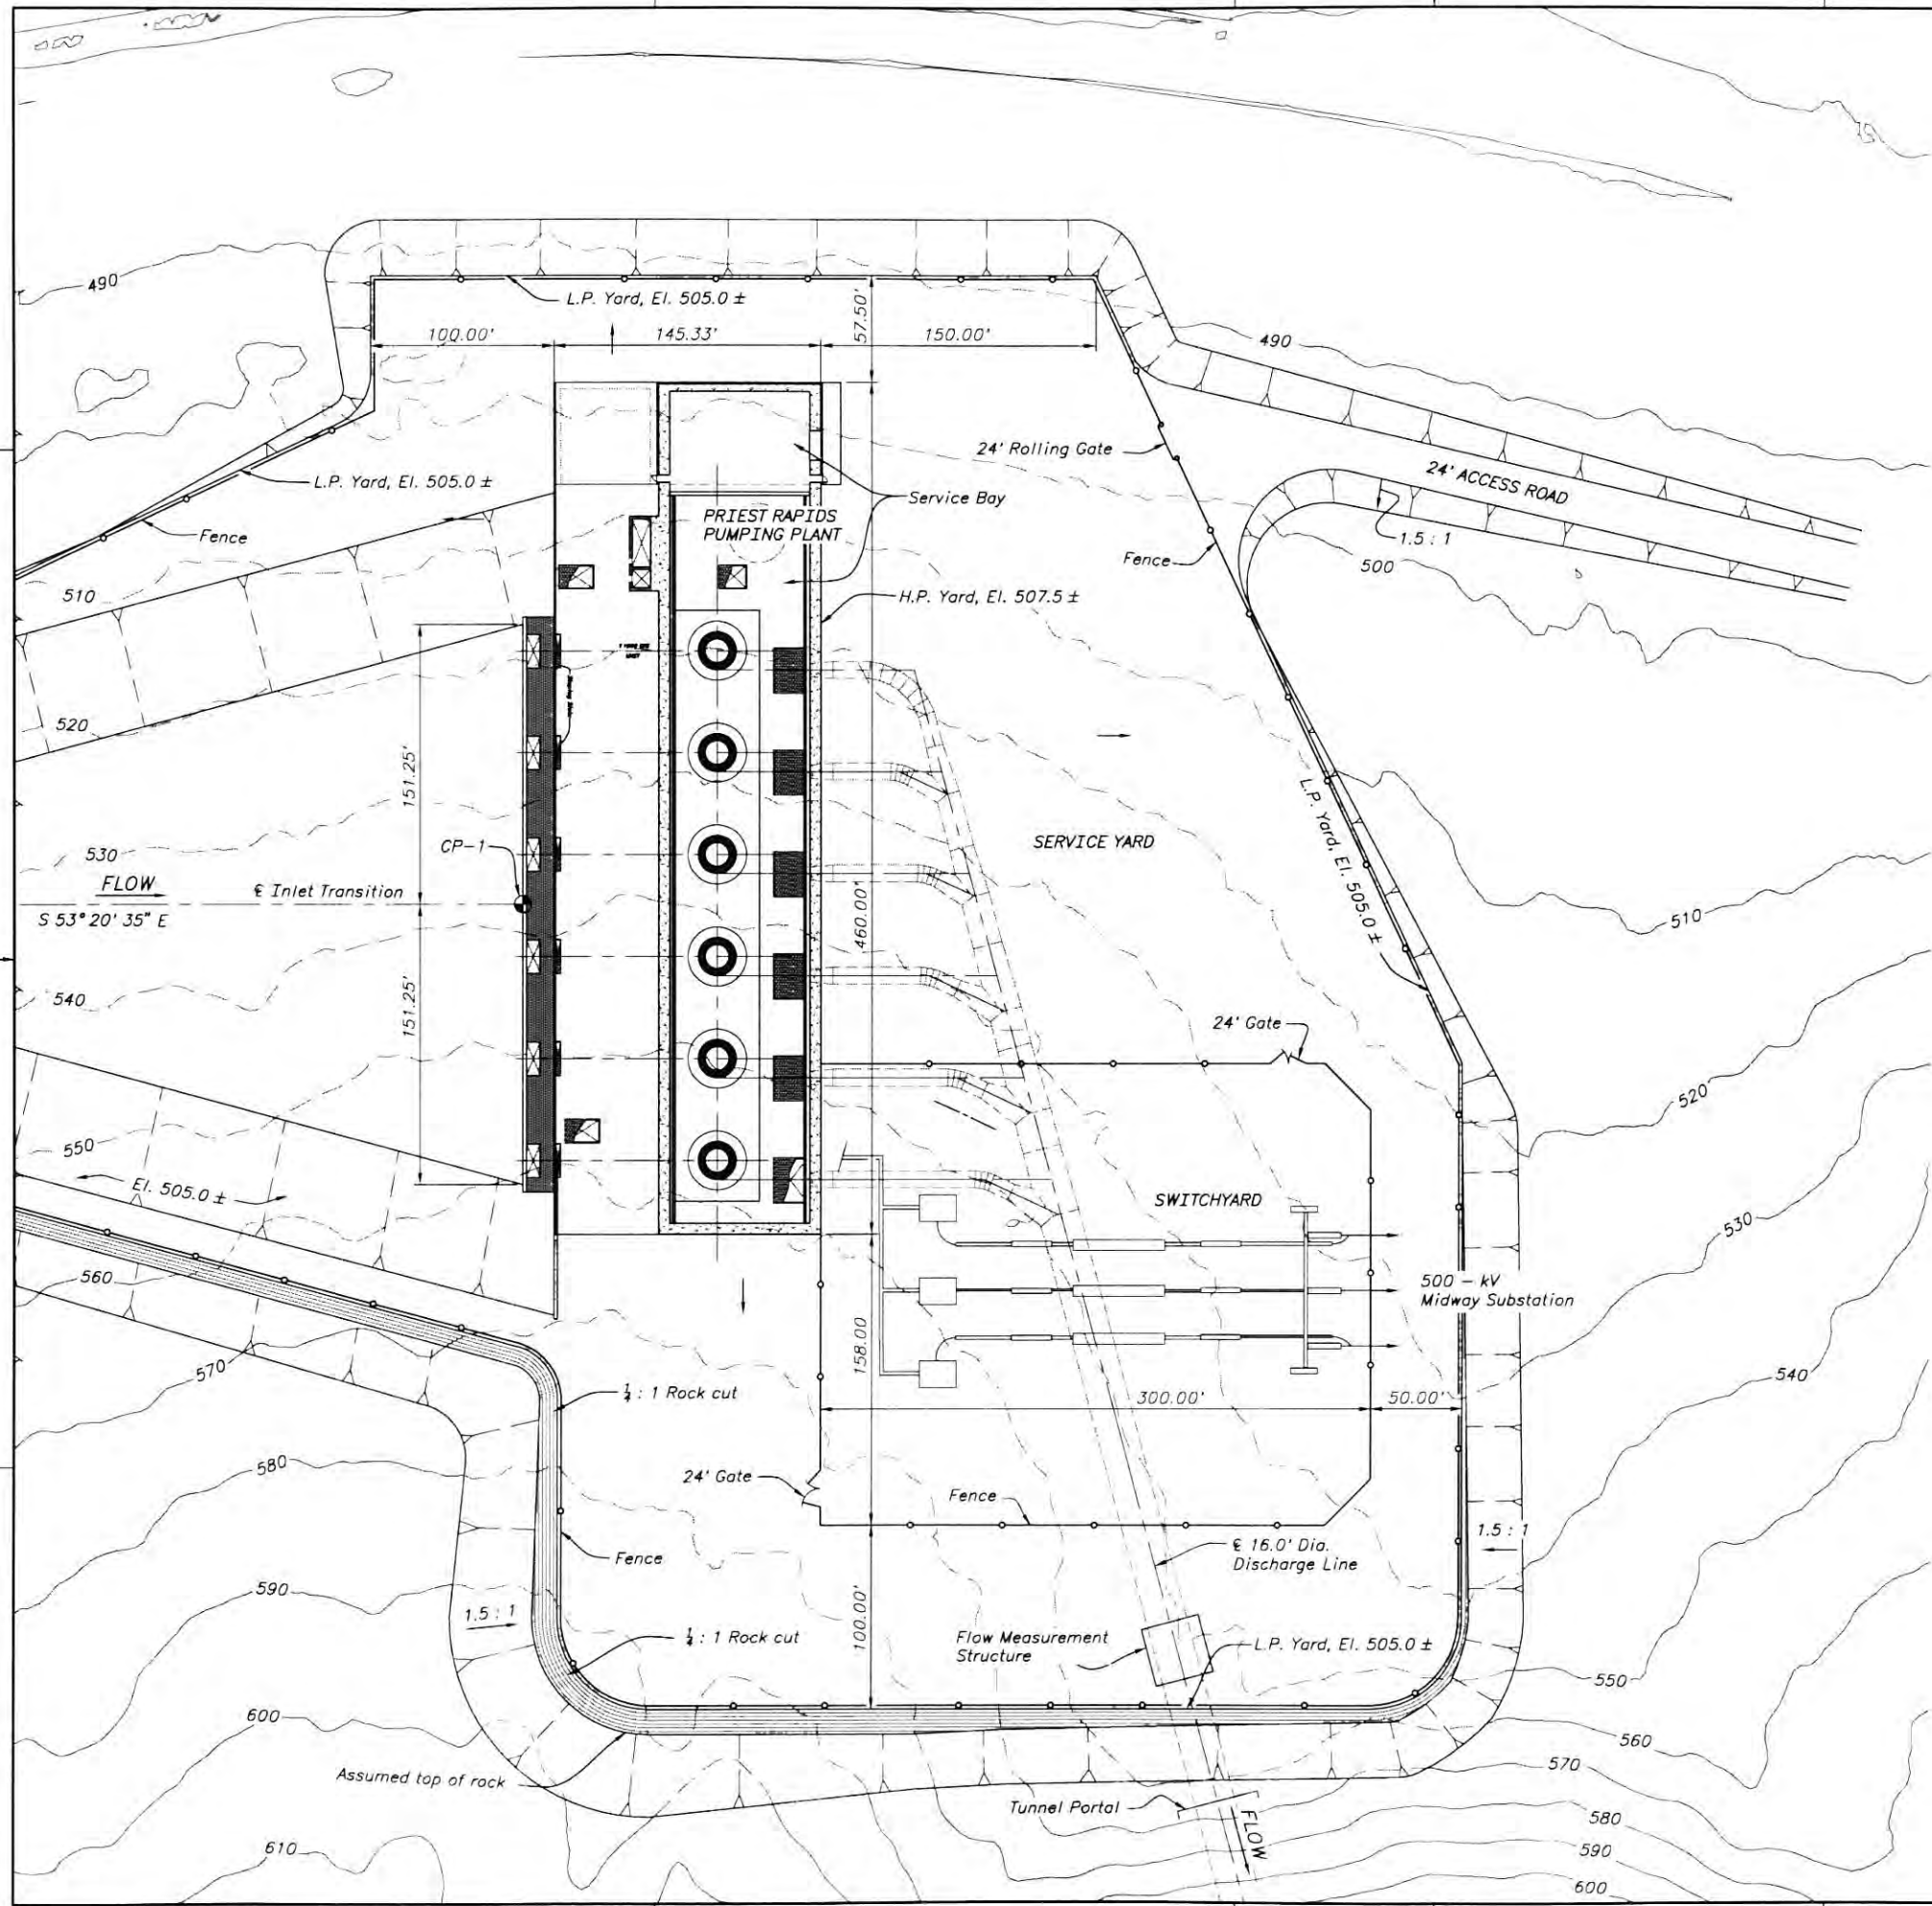 490
L.P. Yard, El. 505.0 ±
100.00'
145.33'
57.50'
150.00'
490
24' Rolling Gate
24' ACCESS ROAD
L.P. Yard, El. 505.0 ±
Service Bay
Fence
PRIEST RAPIDS
PUMPING PLANT
1.5 : 1
Fence
500
510
H.P. Yard, El. 507.5 ±
520
151.25'
L.P. Yard, El. 505.0 ±
SERVICE YARD
530
CP-1
FLOW
℄ Inlet Transition
S 53° 20' 35" E
460.00'
510
540
151.25'
24' Gate
520
550
El. 505.0 ±
SWITCHYARD
530
560
500 - kV
Midway Substation
570
158.00
540
¼ : 1 Rock cut
300.00'
50.00'
580
24' Gate
Fence
1.5 : 1
Fence
℄ 16.0' Dia.
Discharge Line
590
1.5 : 1
100.00'
¼ : 1 Rock cut
Flow Measurement
Structure
L.P. Yard, El. 505.0 ±
550
600
560
Assumed top of rock
570
Tunnel Portal
FLOW
580
610
590
600